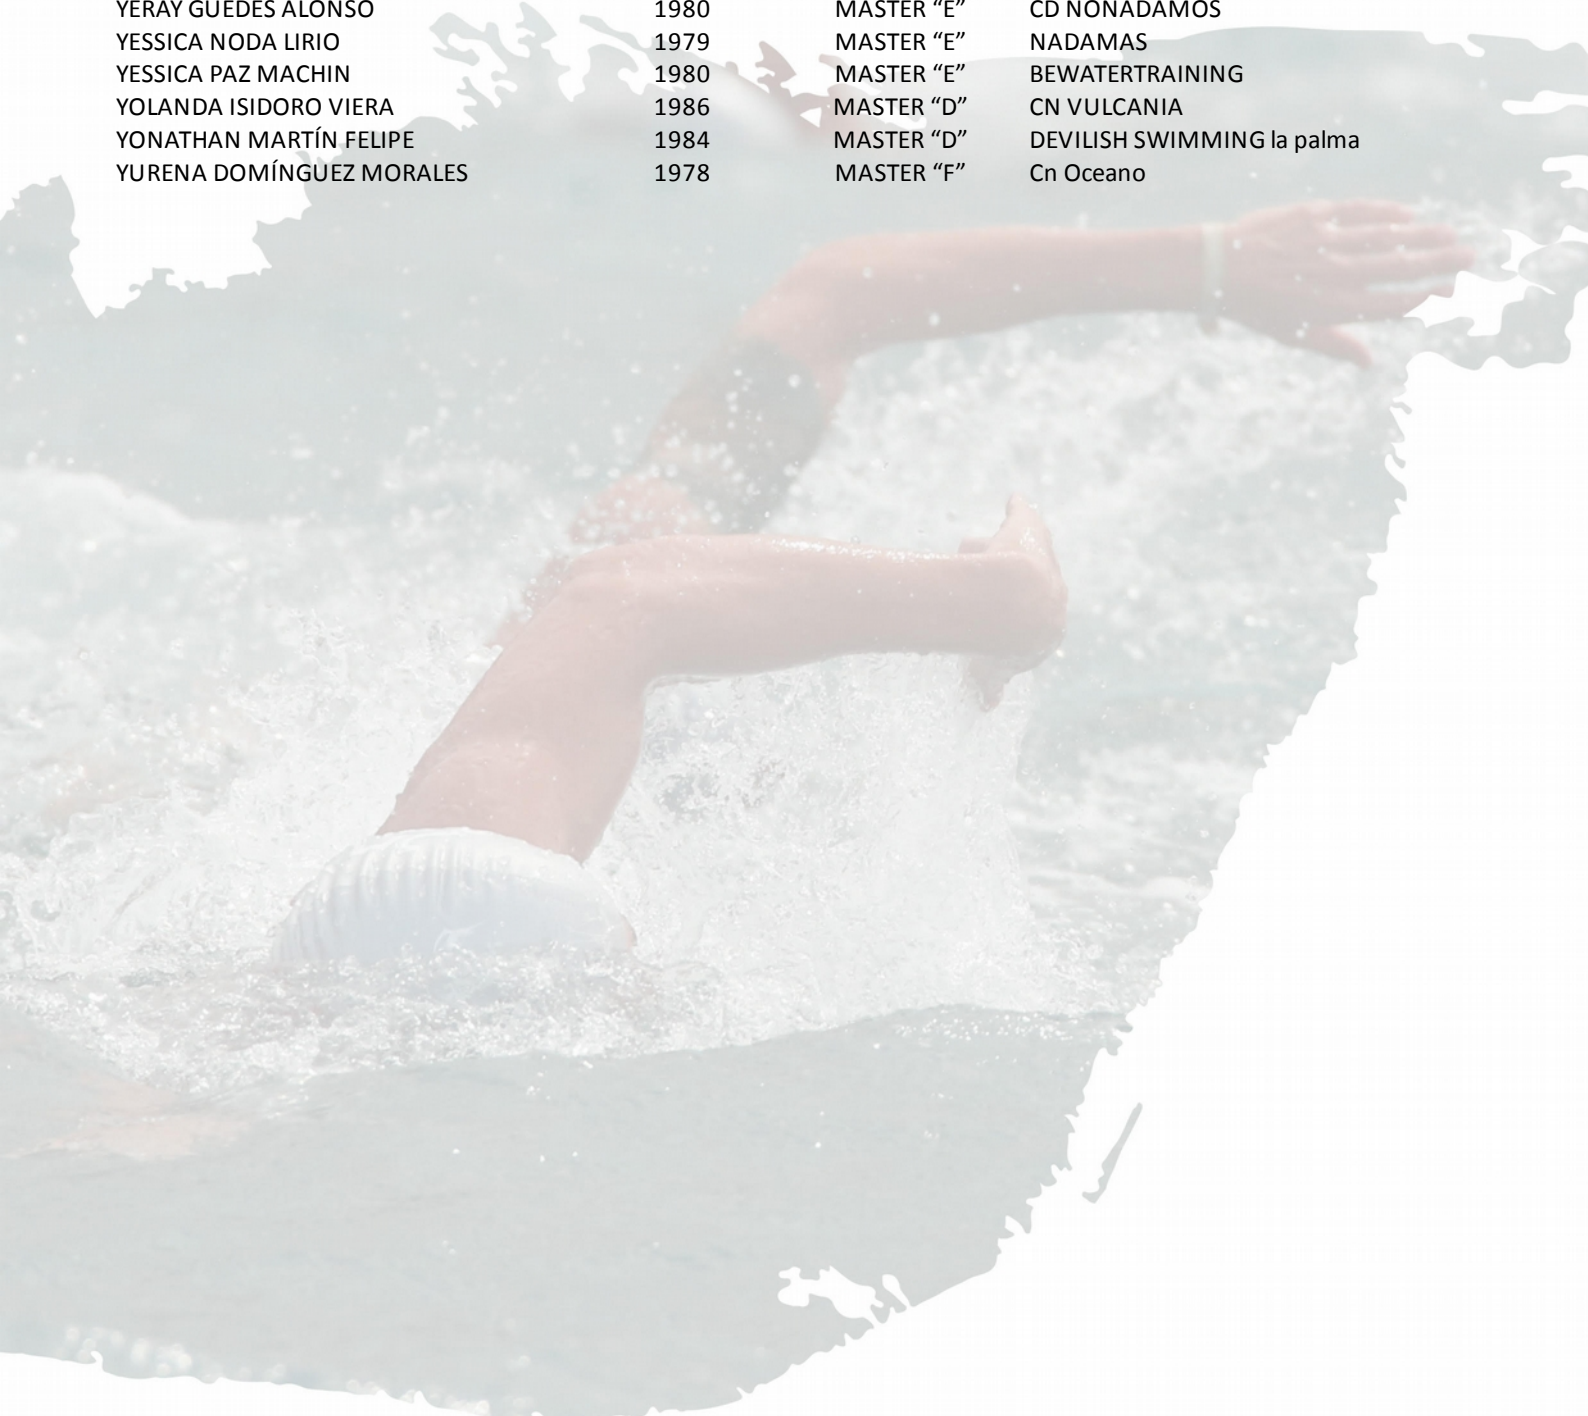 YERAY GUEDES ALONSO 1980 MASTER “E” CD NONADAMOS
YESSICA NODA LIRIO 1979 MASTER “E” NADAMAS
YESSICA PAZ MACHIN 1980 MASTER “E” BEWATERTRAINING
YOLANDA ISIDORO VIERA 1986 MASTER “D” CN VULCANIA
YONATHAN MARTÍN FELIPE 1984 MASTER “D” DEVILISH SWIMMING la palma
YURENA DOMÍNGUEZ MORALES 1978 MASTER “F” Cn Oceano